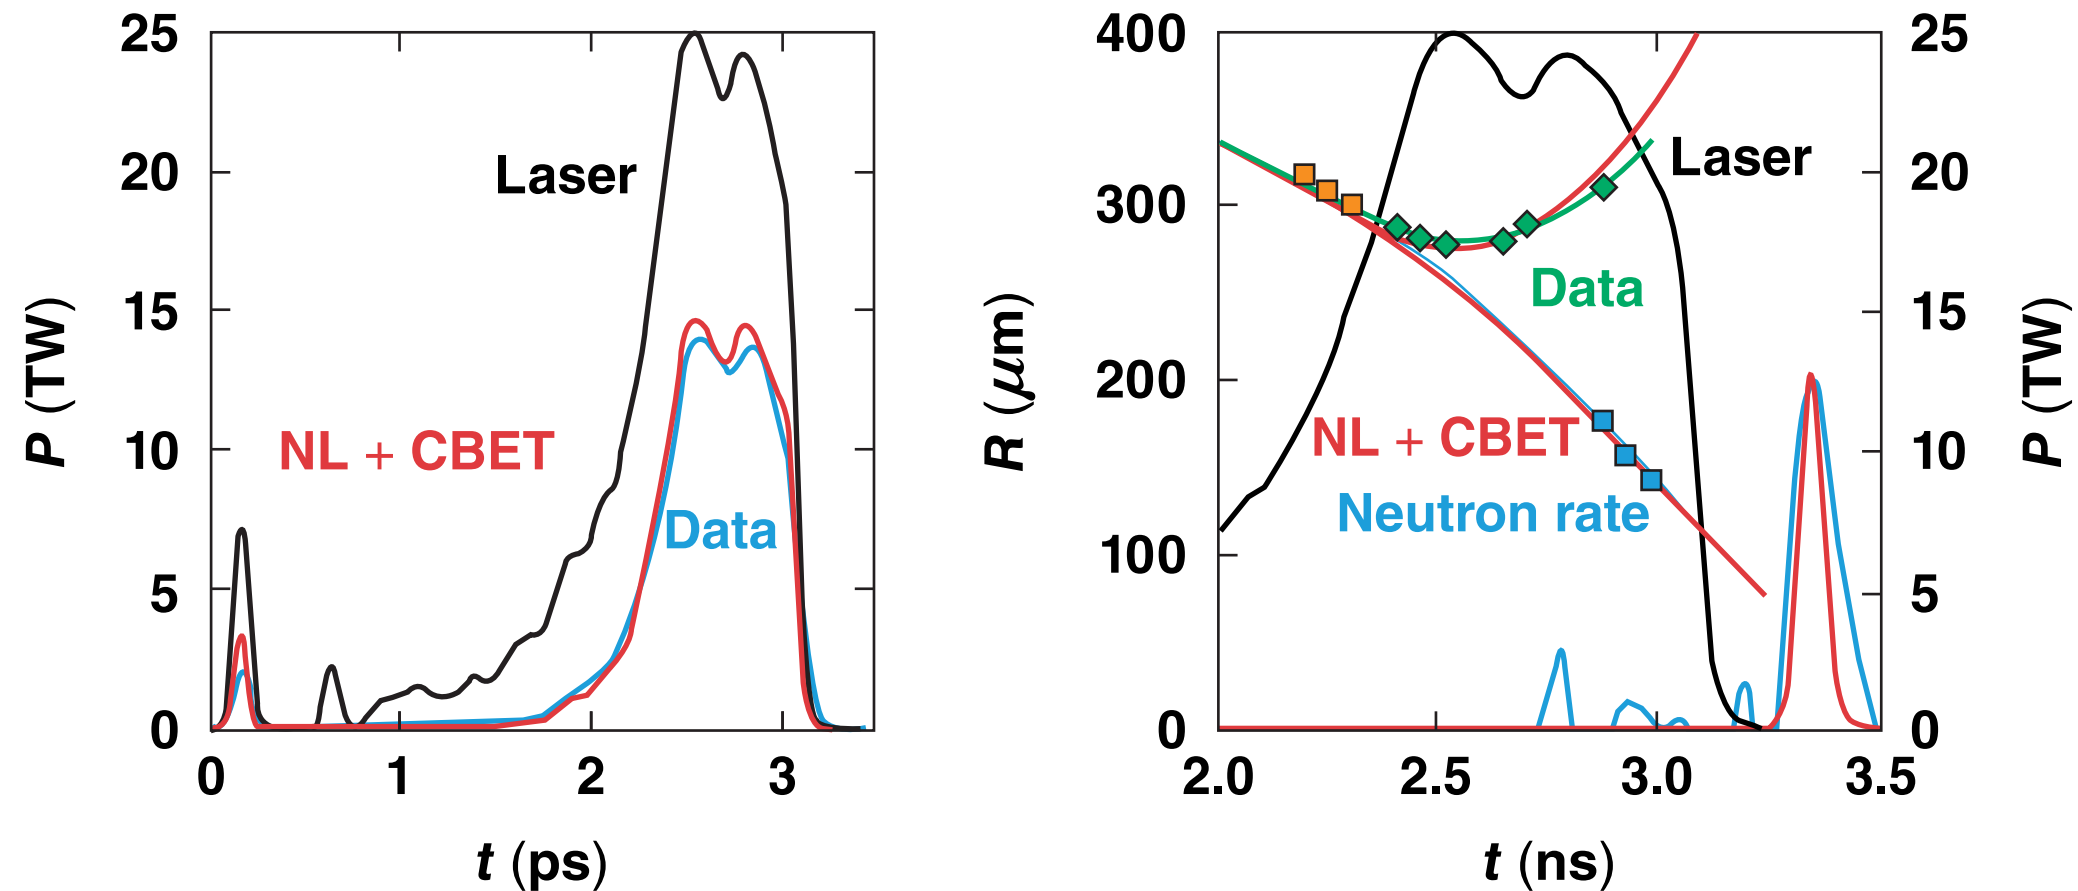 25
20
15
10
5
0
P (TW)
Laser
NL + CBET
Data
0 1 2 3
t (ps)
400
300
200
100
0
R (μm)
Laser
Data
NL + CBET
Neutron rate
25
20
15
10
5
0
P (TW)
2.0 2.5 3.0 3.5
t (ns)